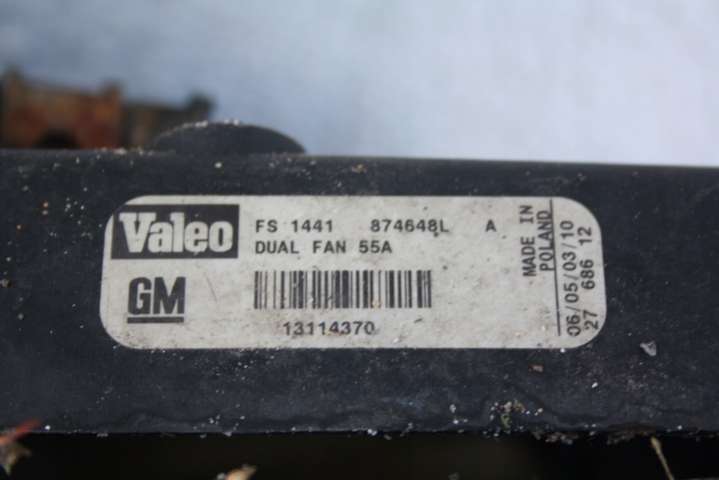 Valeo
FS 1441 874648L A
DUAL FAN 55A
GM
13114370
MADE IN
POLAND
06/05/03/10
27 686 12